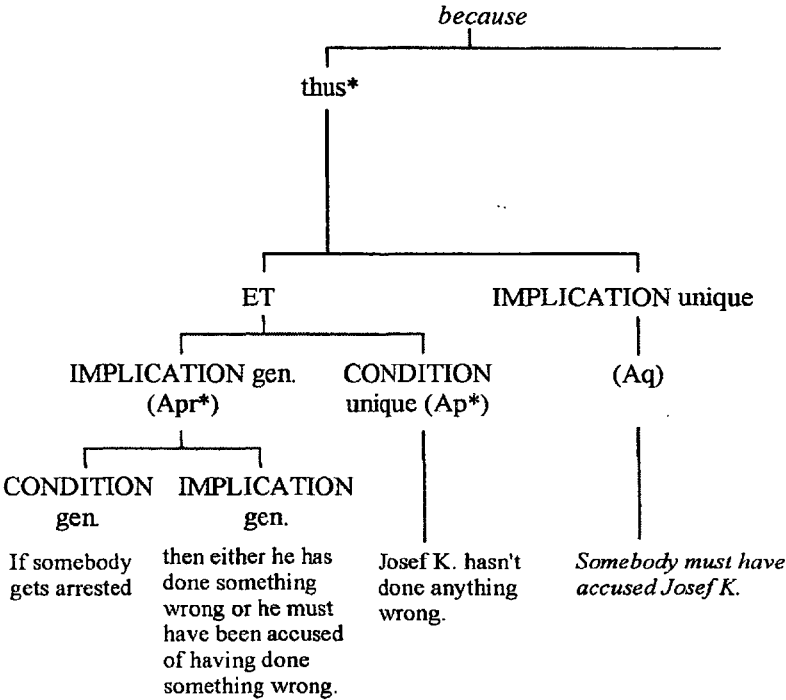 because
thus*
ET
IMPLICATION unique
IMPLICATION gen.
(Apr*)
CONDITION
unique (Ap*)
(Aq)
CONDITION
gen.
IMPLICATION
gen.
If somebody
gets arrested
then either he has
done something
wrong or he must
have been accused
of having done
something wrong.
Josef K. hasn't
done anything
wrong.
Somebody must have
accused Josef K.